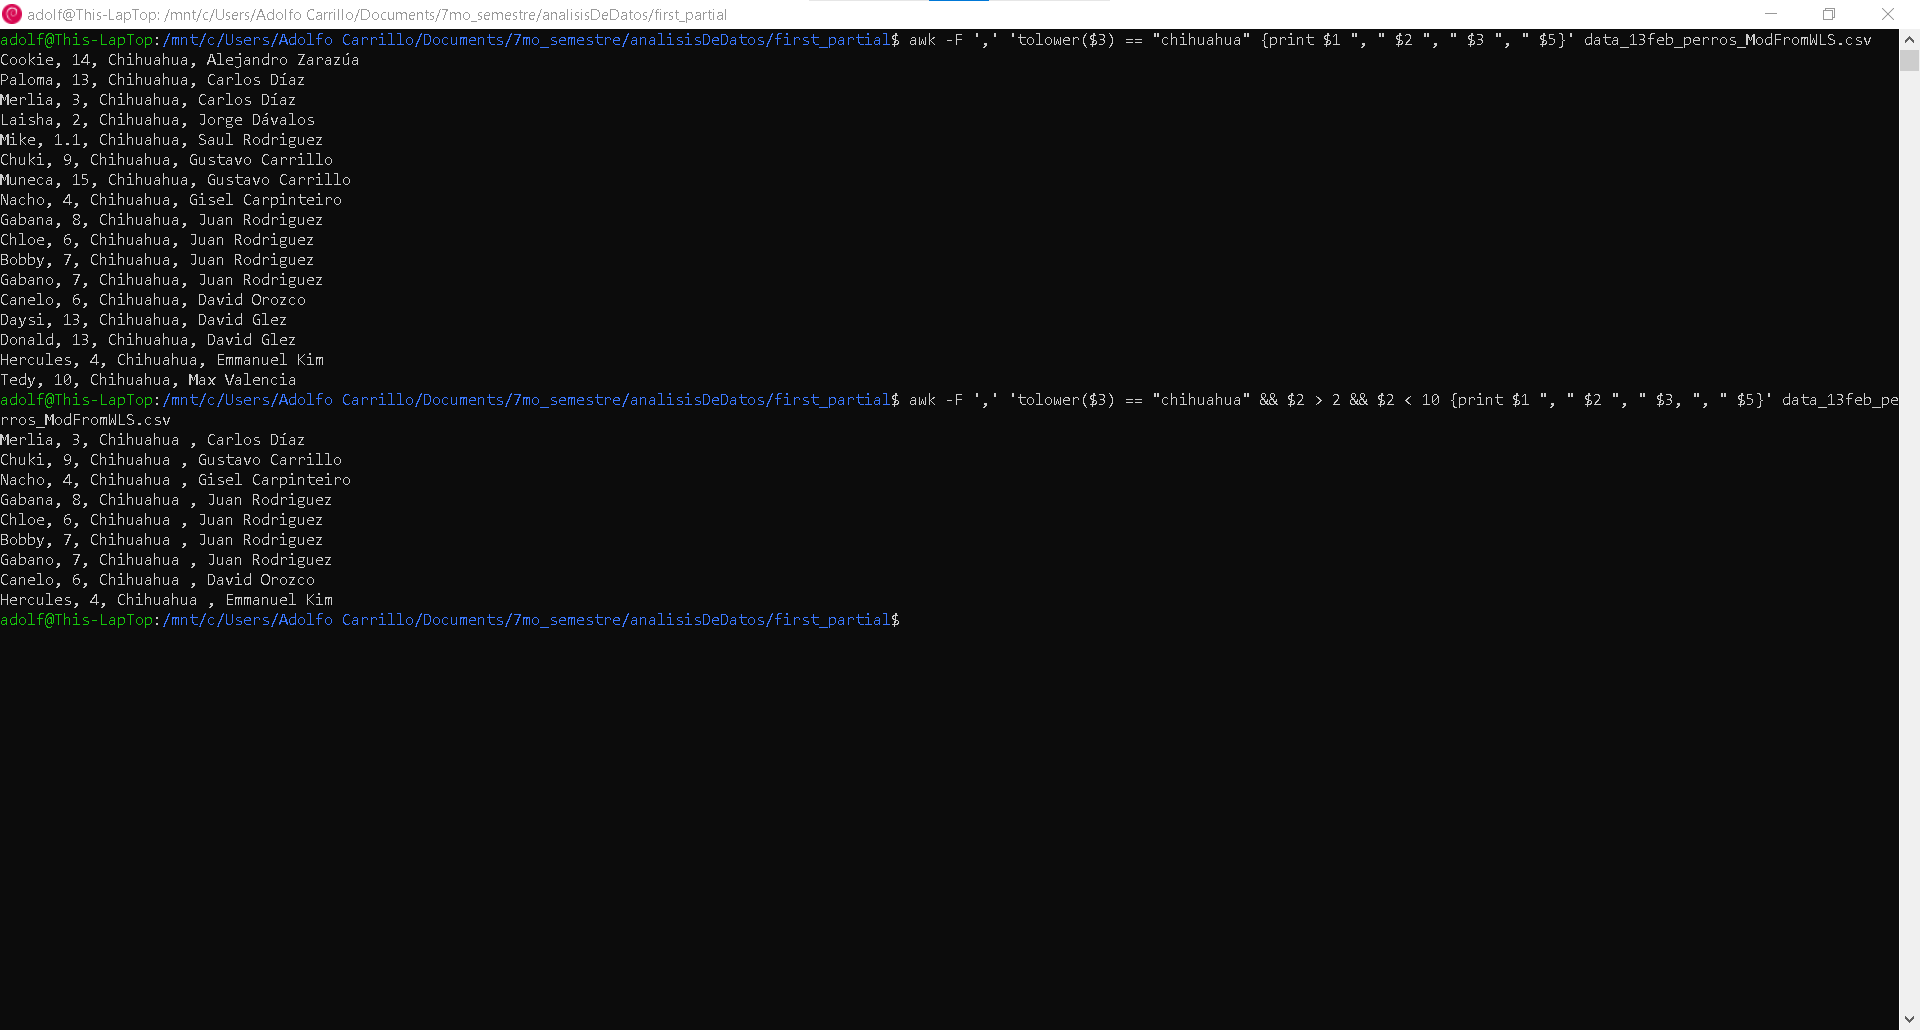 adolf@This-LapTop: /mnt/c/Users/Adolfo Carrillo/Documents/7mo_semestre/analisisDeDatos/first_partial
adolf@This-LapTop:/mnt/c/Users/Adolfo Carrillo/Documents/7mo_semestre/analisisDeDatos/first_partial$ awk -F ',' 'tolower($3) == "chihuahua" {print $1 ", " $2 ", " $3 ", " $5}' data_13feb_perros_ModFromWLS.csv
Cookie, 14, Chihuahua, Alejandro Zarazúa
Paloma, 13, Chihuahua, Carlos Díaz
Merlia, 3, Chihuahua, Carlos Díaz
Laisha, 2, Chihuahua, Jorge Dávalos
Mike, 1.1, Chihuahua, Saul Rodriguez
Chuki, 9, Chihuahua, Gustavo Carrillo
Muneca, 15, Chihuahua, Gustavo Carrillo
Nacho, 4, Chihuahua, Gisel Carpinteiro
Gabana, 8, Chihuahua, Juan Rodriguez
Chloe, 6, Chihuahua, Juan Rodriguez
Bobby, 7, Chihuahua, Juan Rodriguez
Gabano, 7, Chihuahua, Juan Rodriguez
Canelo, 6, Chihuahua, David Orozco
Daysi, 13, Chihuahua, David Glez
Donald, 13, Chihuahua, David Glez
Hercules, 4, Chihuahua, Emmanuel Kim
Tedy, 10, Chihuahua, Max Valencia
adolf@This-LapTop:/mnt/c/Users/Adolfo Carrillo/Documents/7mo_semestre/analisisDeDatos/first_partial$ awk -F ',' 'tolower($3) == "chihuahua" && $2 > 2 && $2 < 10 {print $1 ", " $2 ", " $3, ", " $5}' data_13feb_pe
rros_ModFromWLS.csv
Merlia, 3, Chihuahua , Carlos Díaz
Chuki, 9, Chihuahua , Gustavo Carrillo
Nacho, 4, Chihuahua , Gisel Carpinteiro
Gabana, 8, Chihuahua , Juan Rodriguez
Chloe, 6, Chihuahua , Juan Rodriguez
Bobby, 7, Chihuahua , Juan Rodriguez
Gabano, 7, Chihuahua , Juan Rodriguez
Canelo, 6, Chihuahua , David Orozco
Hercules, 4, Chihuahua , Emmanuel Kim
adolf@This-LapTop:/mnt/c/Users/Adolfo Carrillo/Documents/7mo_semestre/analisisDeDatos/first_partial$